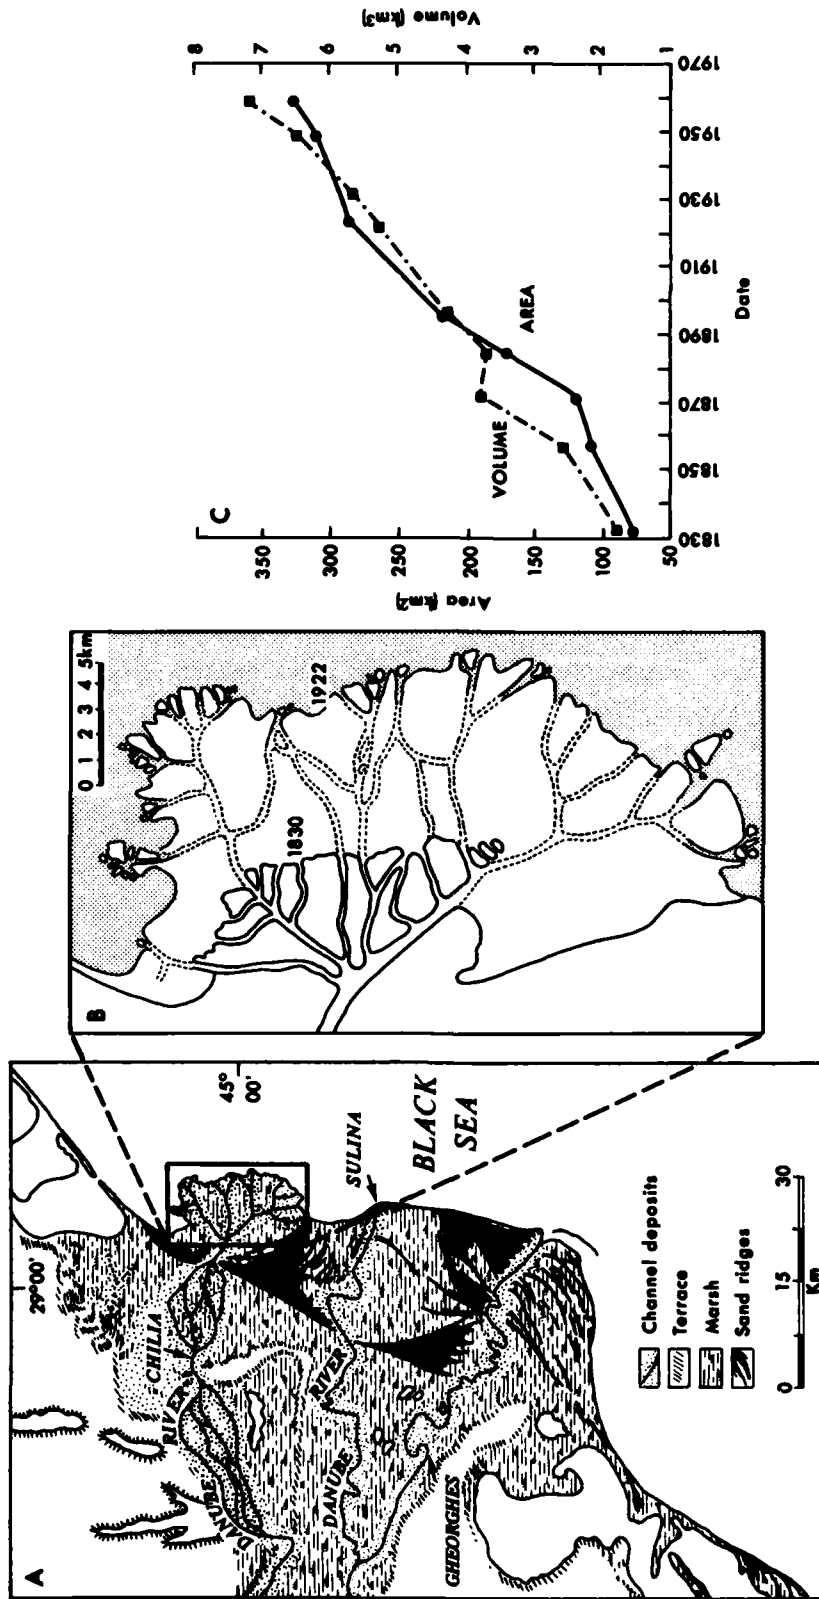 A
29°00'
45°
00'
CHILIA
RIVER
DANUBE
RIVER
DANUBE
GHEORGHES
SULINA
BLACK
SEA
Channel deposits
Terrace
Marsh
Sand ridges
0 15 30
Km
B
0 1 2 3 4 5km
1830
1922
C
Area (km²)
350
300
250
200
150
100
50
Volume (km³)
8
7
6
5
4
3
2
1
VOLUME
AREA
1830 1850 1870 1890 1910 1930 1950 1970
Date